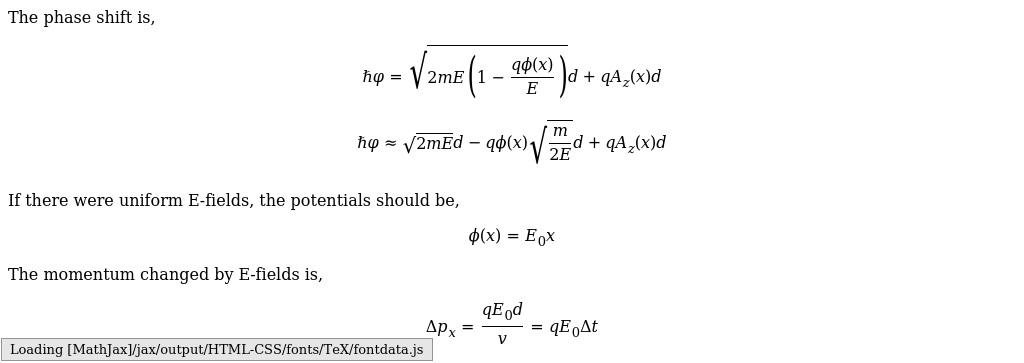 The phase shift is,
ℏφ = √(2mE(1 − qϕ(x)/E))d + qA_z(x)d
ℏφ ≈ √(2mE)d − qϕ(x)√(m/2E)d + qA_z(x)d
If there were uniform E-fields, the potentials should be,
ϕ(x) = E_0x
The momentum changed by E-fields is,
Δp_x = qE_0d/v = qE_0Δt
Loading [MathJax]/jax/output/HTML-CSS/fonts/TeX/fontdata.js